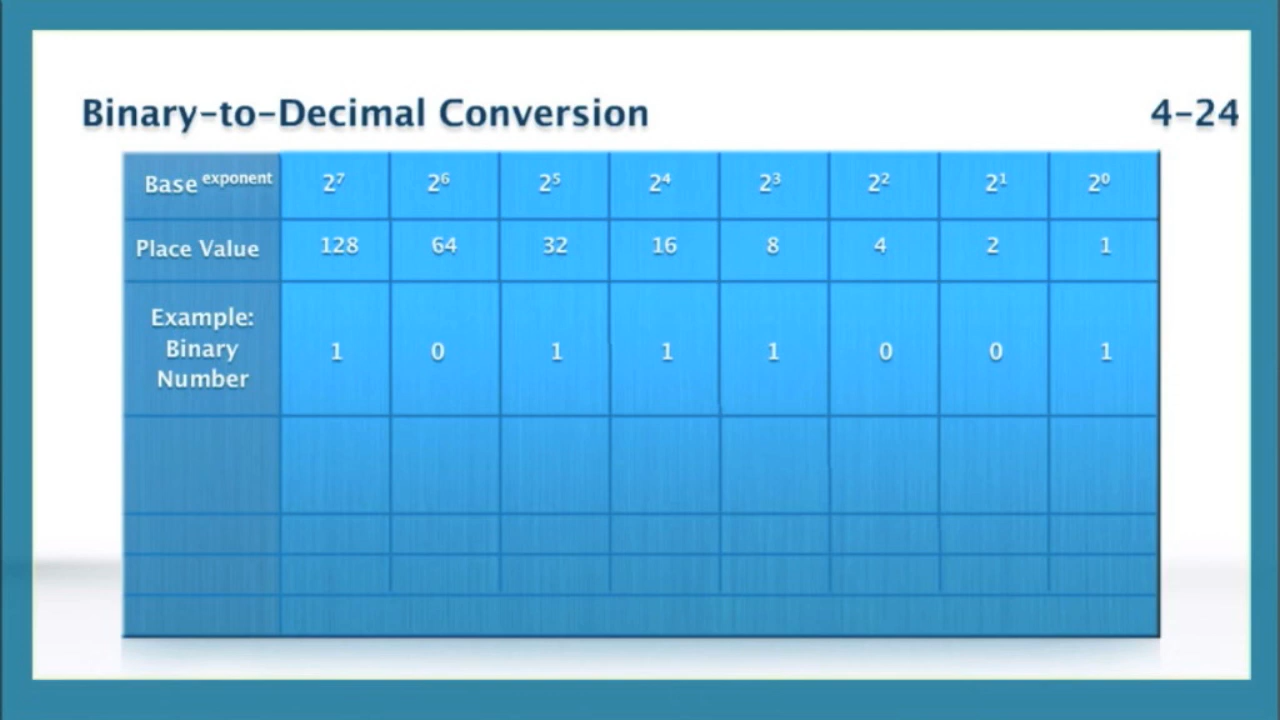 Binary-to-Decimal Conversion 4-24
Base exponent 2⁷ 2⁶ 2⁵ 2⁴ 2³ 2² 2¹ 2⁰
Place Value 128 64 32 16 8 4 2 1
Example:
Binary 1 0 1 1 1 0 0 1
Number